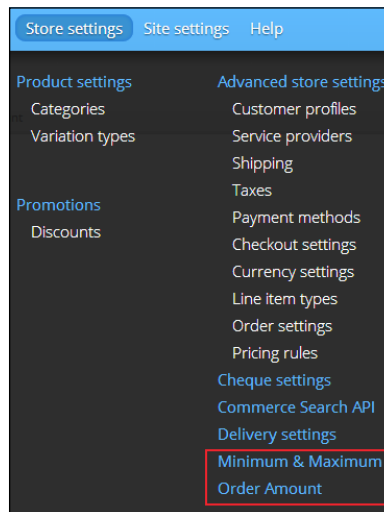 Store settings Site settings Help
Product settings
Categories
Variation types
Promotions
Discounts
Advanced store settings
Customer profiles
Service providers
Shipping
Taxes
Payment methods
Checkout settings
Currency settings
Line item types
Order settings
Pricing rules
Cheque settings
Commerce Search API
Delivery settings
Minimum & Maximum
Order Amount